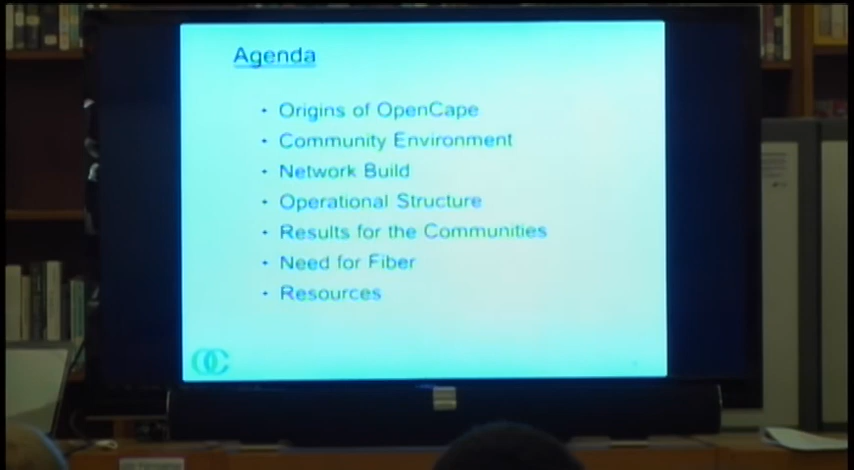 Agenda
• Origins of OpenCape
• Community Environment
• Network Build
• Operational Structure
• Results for the Communities
• Need for Fiber
• Resources
OC